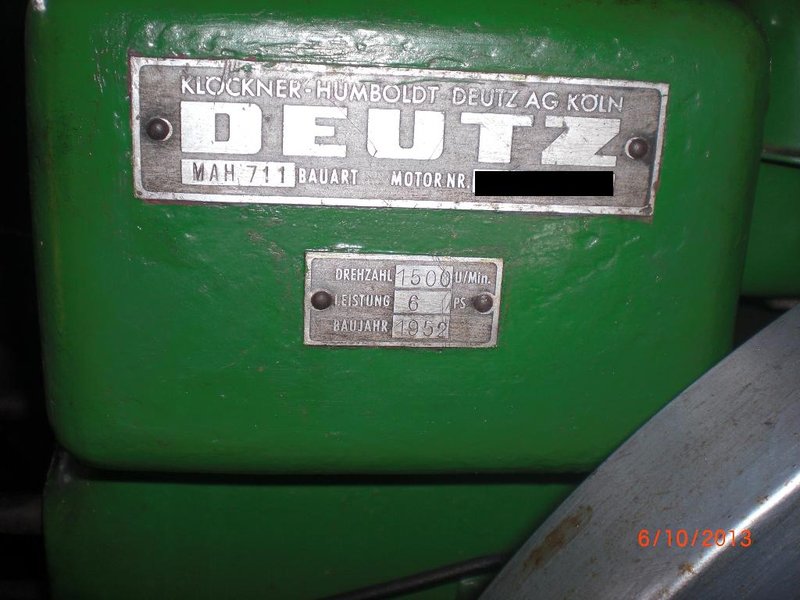 KLÖCKNER-HUMBOLDT DEUTZ AG KÖLN
DEUTZ
MAH 711 BAUART MOTOR NR.
DREHZAHL 1500 U/Min.
LEISTUNG 6 PS
BAUJAHR 1952
6/10/2013